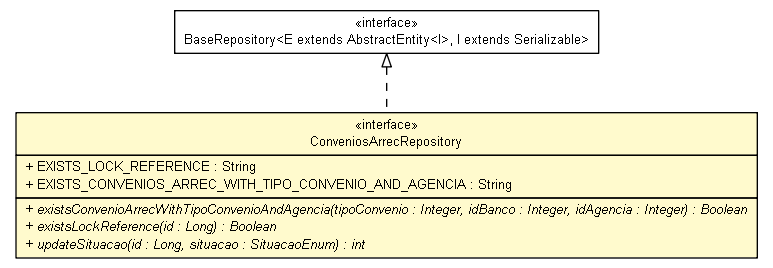 «interface»
BaseRepository<E extends AbstractEntity<I>, I extends Serializable>
«interface»
ConveniosArrecRepository
+ EXISTS_LOCK_REFERENCE : String
+ EXISTS_CONVENIOS_ARREC_WITH_TIPO_CONVENIO_AND_AGENCIA : String
+ existsConvenioArrecWithTipoConvenioAndAgencia(tipoConvenio : Integer, idBanco : Integer, idAgencia : Integer) : Boolean
+ existsLockReference(id : Long) : Boolean
+ updateSituacao(id : Long, situacao : SituacaoEnum) : int